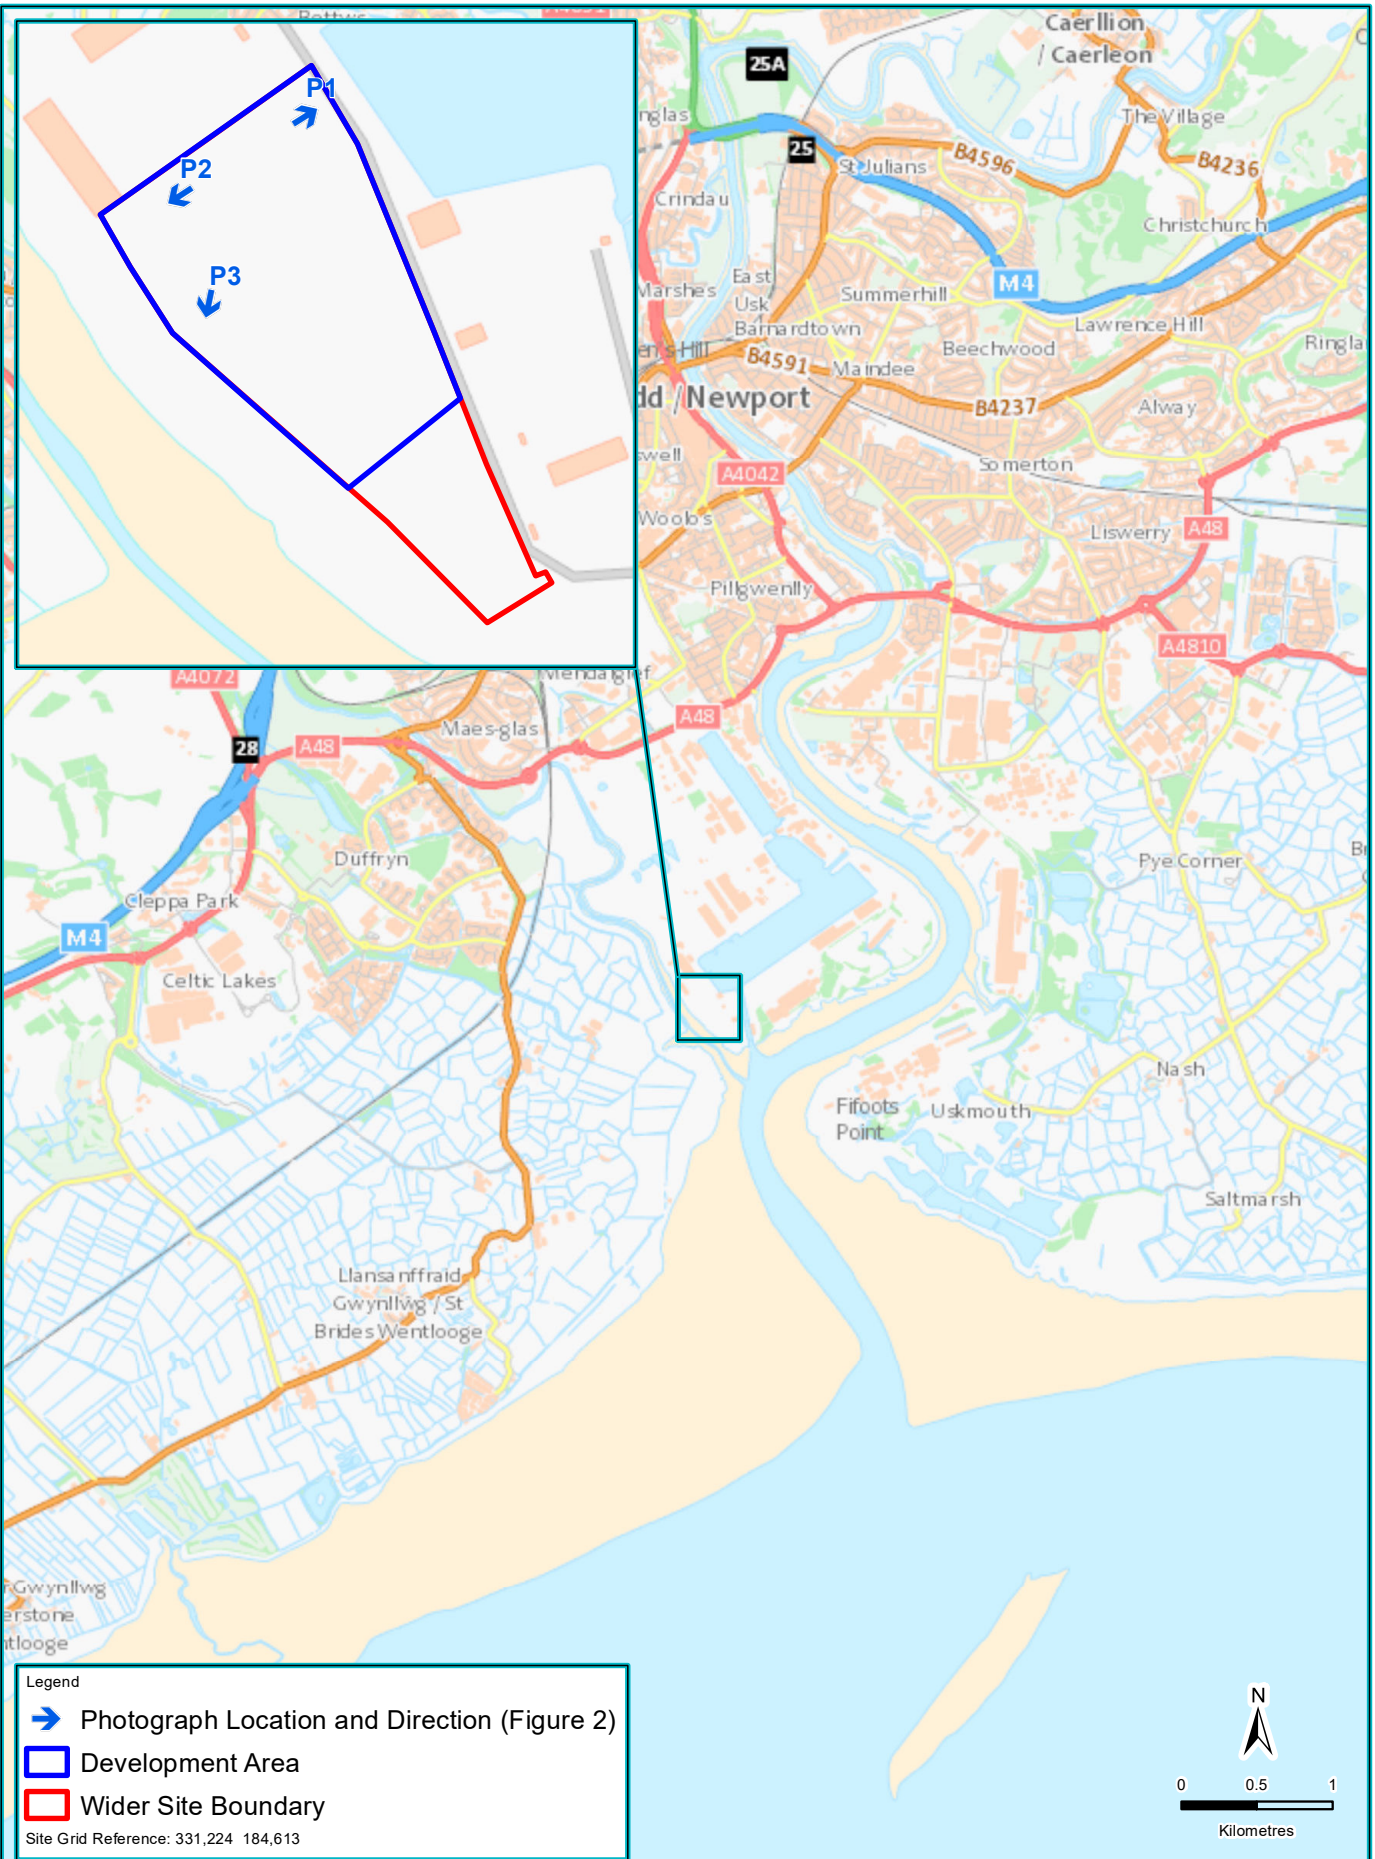 Caerllion
/ Caerleon
25A
The Village
25
St Julians
B4596
B4236
Crindau
Christchurch
P1
P2
P3
East
Usk
Marshes
Summerhill
M4
Barnardtown
Lawrence Hill
B4591
Maindee
Beechwood
/ Newport
B4237
Alway
A4042
Somerton
Liswerry
A48
Pillgwenlly
A4810
A4072
A48
Maes-glas
28
A48
Duffryn
Pye Corner
Cleppa Park
M4
Celtic Lakes
Nash
Fifoots
Point
Uskmouth
Saltmarsh
Llansanffraid
Gwynllŵg / St
Brides Wentlooge
Gwynllwg
erstone
ntlooge
Legend
Photograph Location and Direction (Figure 2)
Development Area
Wider Site Boundary
Site Grid Reference: 331,224 184,613
N
0 0.5 1
Kilometres